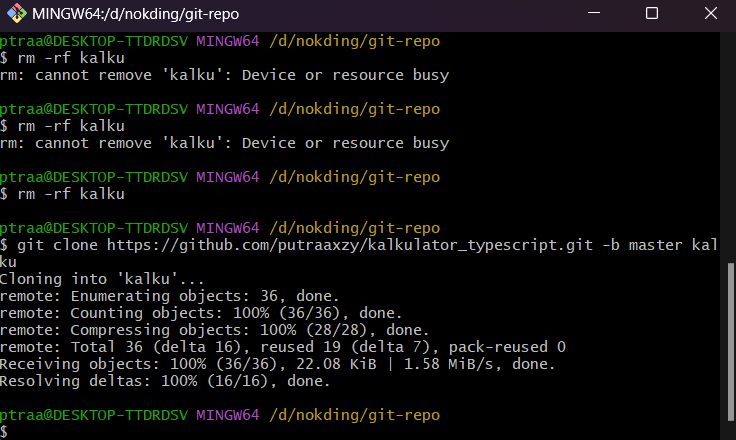 MINGW64:/d/nokding/git-repo
ptraa@DESKTOP-TTDRDSV MINGW64 /d/nokding/git-repo
$ rm -rf kalku
rm: cannot remove 'kalku': Device or resource busy
ptraa@DESKTOP-TTDRDSV MINGW64 /d/nokding/git-repo
$ rm -rf kalku
rm: cannot remove 'kalku': Device or resource busy
ptraa@DESKTOP-TTDRDSV MINGW64 /d/nokding/git-repo
$ rm -rf kalku
ptraa@DESKTOP-TTDRDSV MINGW64 /d/nokding/git-repo
$ git clone https://github.com/putraaxzy/kalkulator_typescript.git -b master kal
ku
Cloning into 'kalku'...
remote: Enumerating objects: 36, done.
remote: Counting objects: 100% (36/36), done.
remote: Compressing objects: 100% (28/28), done.
remote: Total 36 (delta 16), reused 19 (delta 7), pack-reused 0
Receiving objects: 100% (36/36), 22.08 KiB | 1.58 MiB/s, done.
Resolving deltas: 100% (16/16), done.
ptraa@DESKTOP-TTDRDSV MINGW64 /d/nokding/git-repo
$